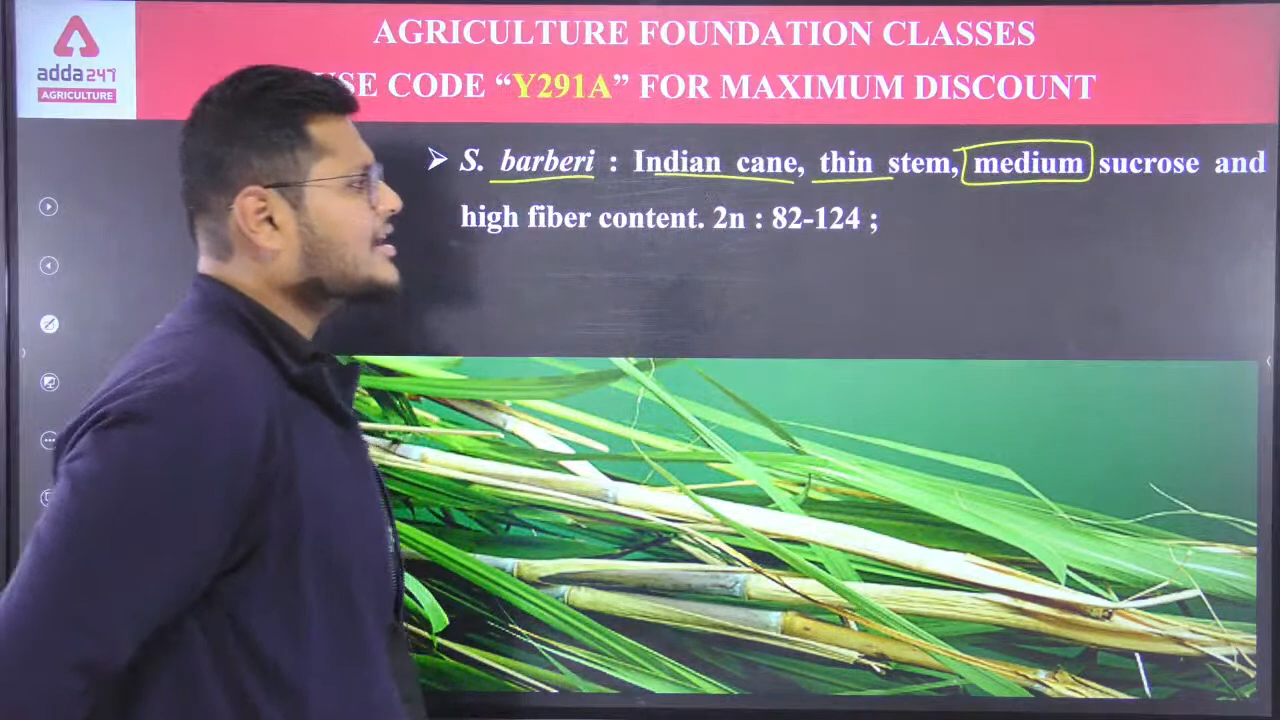 AGRICULTURE FOUNDATION CLASSES
adda247
AGRICULTURE
USE CODE “Y291A” FOR MAXIMUM DISCOUNT
➢ S. barberi : Indian cane, thin stem, medium sucrose and
high fiber content. 2n : 82-124 ;